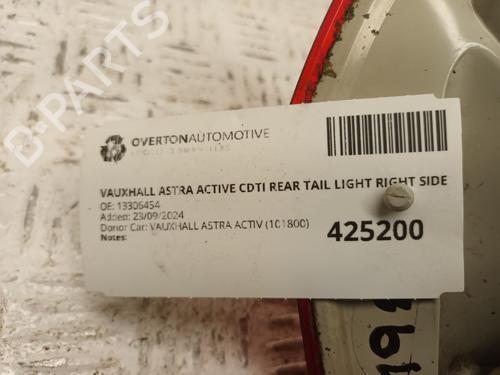 B-PARTS
OVERTONAUTOMOTIVE
VAUXHALL ASTRA ACTIVE CDTI REAR TAIL LIGHT RIGHT SIDE
OE: 13306454
Added: 23/09/2024
Donor Car: VAUXHALL ASTRA ACTIV (101800)
Notes:
425200